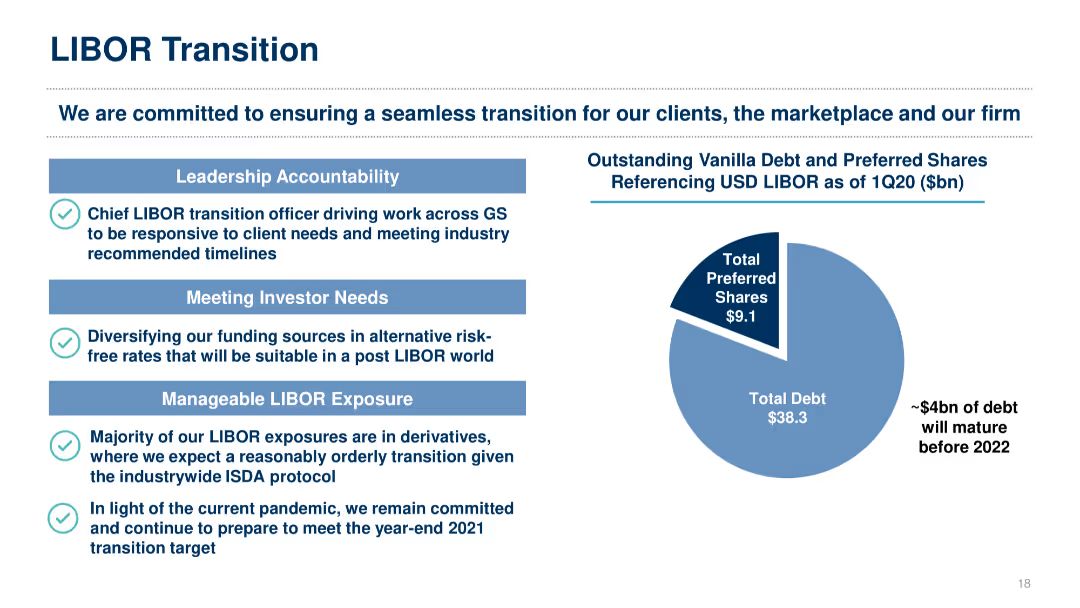 LIBOR Transition
We are committed to ensuring a seamless transition for our clients, the marketplace and our firm
Leadership Accountability
Chief LIBOR transition officer driving work across GS
to be responsive to client needs and meeting industry
recommended timelines
Meeting Investor Needs
Diversifying our funding sources in alternative risk-
free rates that will be suitable in a post LIBOR world
Manageable LIBOR Exposure
Majority of our LIBOR exposures are in derivatives,
where we expect a reasonably orderly transition given
the industrywide ISDA protocol
In light of the current pandemic, we remain committed
and continue to prepare to meet the year-end 2021
transition target
Outstanding Vanilla Debt and Preferred Shares
Referencing USD LIBOR as of 1Q20 ($bn)
Total
Preferred
Shares
$9.1
Total Debt
$38.3
~$4bn of debt
will mature
before 2022
18